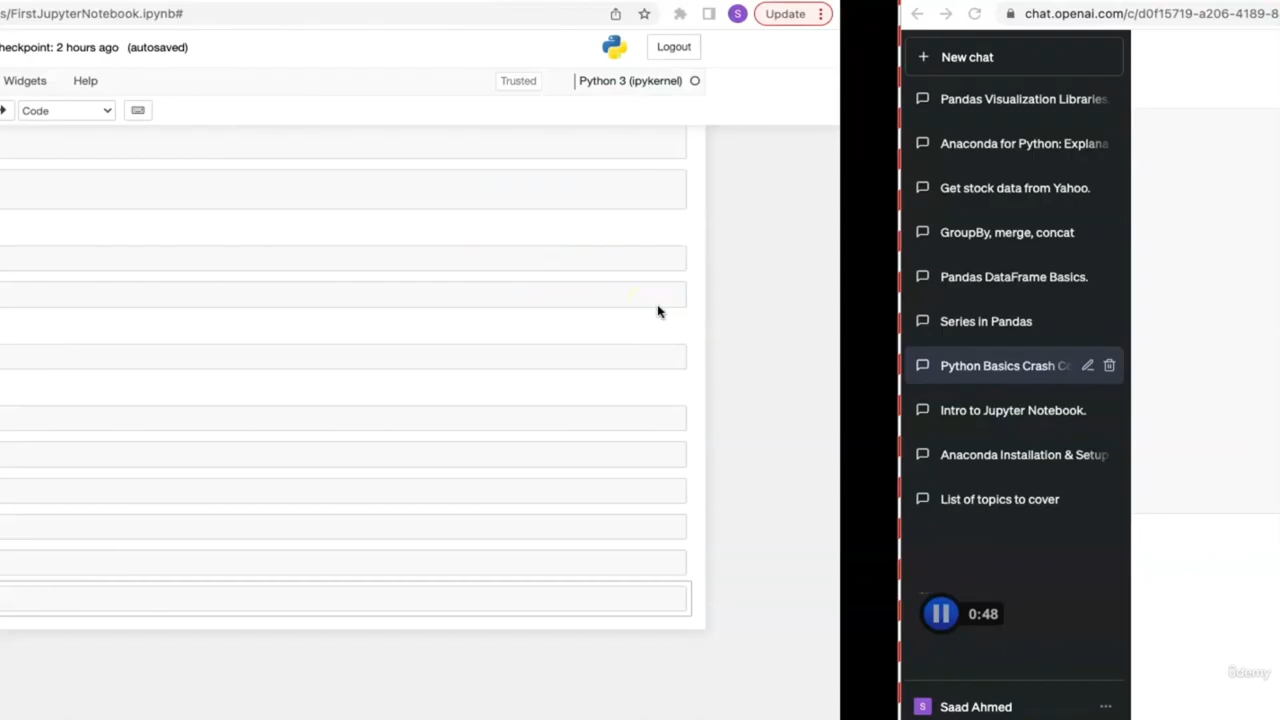 s/FirstJupyterNotebook.ipynb#
Update
heckpoint: 2 hours ago (autosaved)
Logout
Widgets
Help
Trusted
Python 3 (ipykernel)
Code
S
chat.openai.com/c/d0f15719-a206-4189-8
+ New chat
Pandas Visualization Libraries.
Anaconda for Python: Explana
Get stock data from Yahoo.
GroupBy, merge, concat
Pandas DataFrame Basics.
Series in Pandas
Python Basics Crash Co
Intro to Jupyter Notebook.
Anaconda Installation & Setup
List of topics to cover
0:48
S
Saad Ahmed
ûdemy